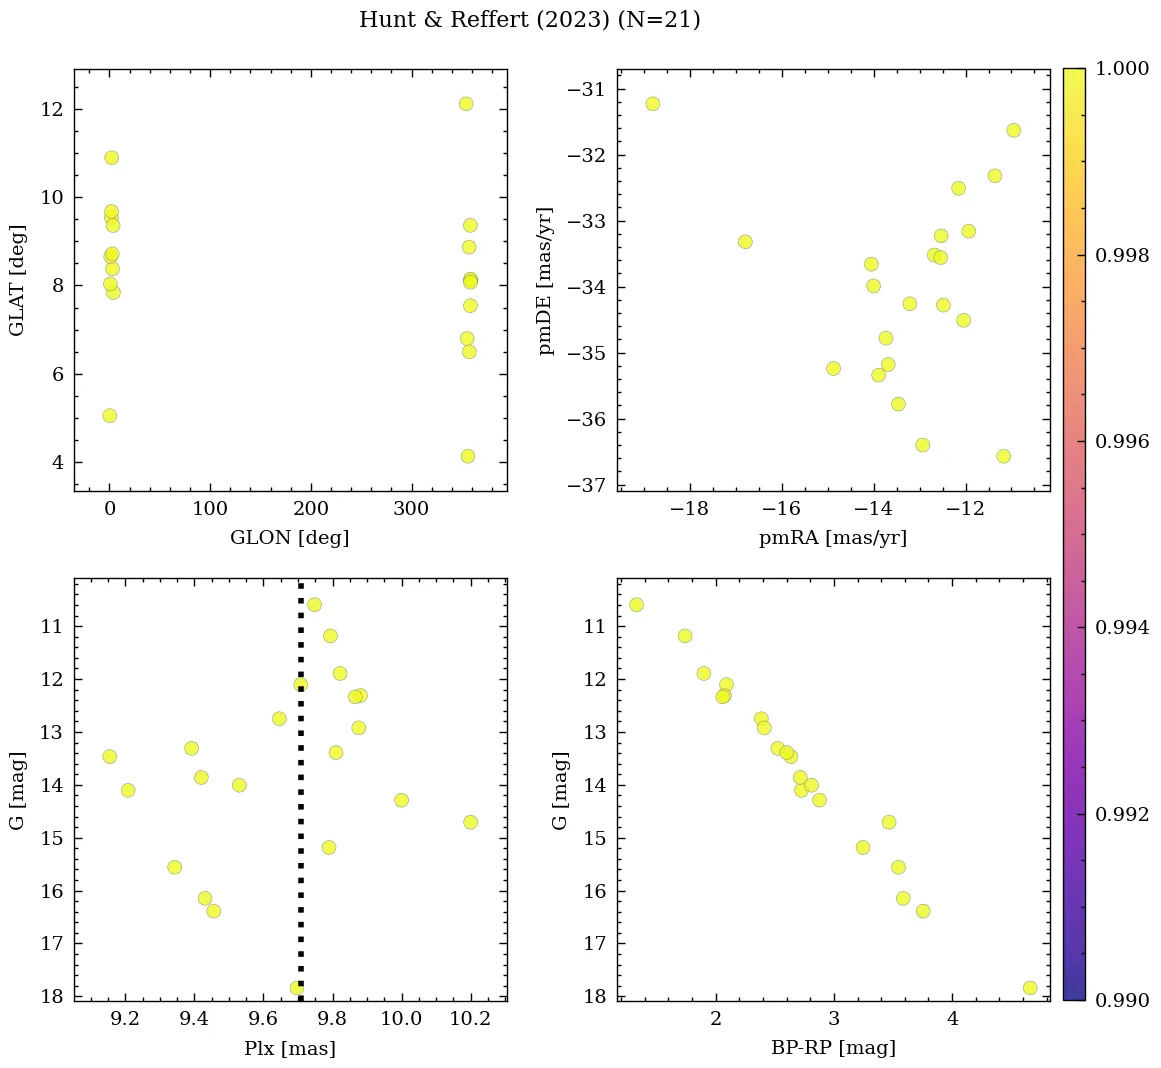 Hunt & Reffert (2023) (N=21)
12
10
8
6
4
GLAT [deg]
0 100 200 300
GLON [deg]
−31
−32
−33
−34
−35
−36
−37
pmDE [mas/yr]
−18 −16 −14 −12
pmRA [mas/yr]
1.000
0.998
0.996
0.994
0.992
0.990
11
12
13
14
15
16
17
18
G [mag]
9.2 9.4 9.6 9.8 10.0 10.2
Plx [mas]
11
12
13
14
15
16
17
18
G [mag]
2 3 4
BP-RP [mag]